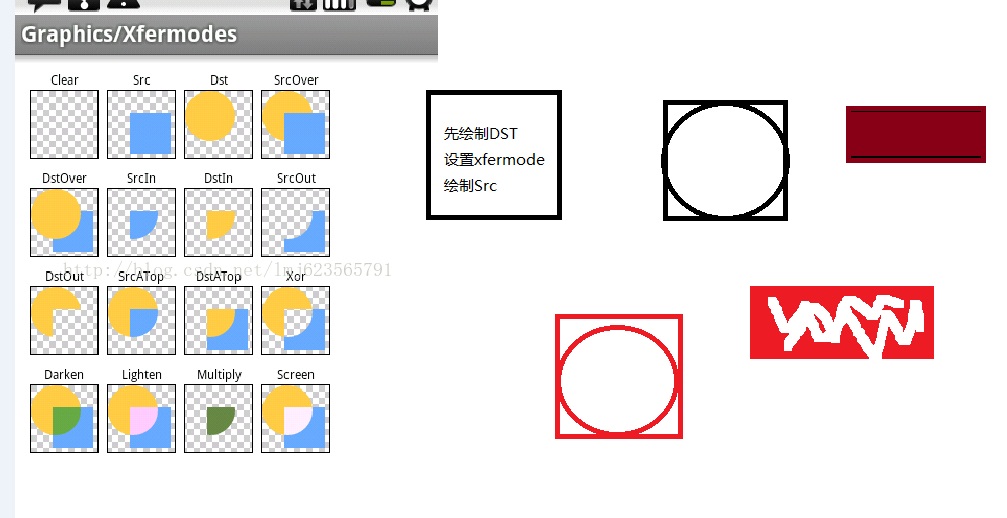 Graphics/Xfermodes
Clear Src Dst SrcOver
先绘制DST
设置xfermode
绘制Src
DstOver SrcIn DstIn SrcOut
http://blog.csdn.net/lmj623565791
DstOut SrcATop DstATop Xor
Darken Lighten Multiply Screen